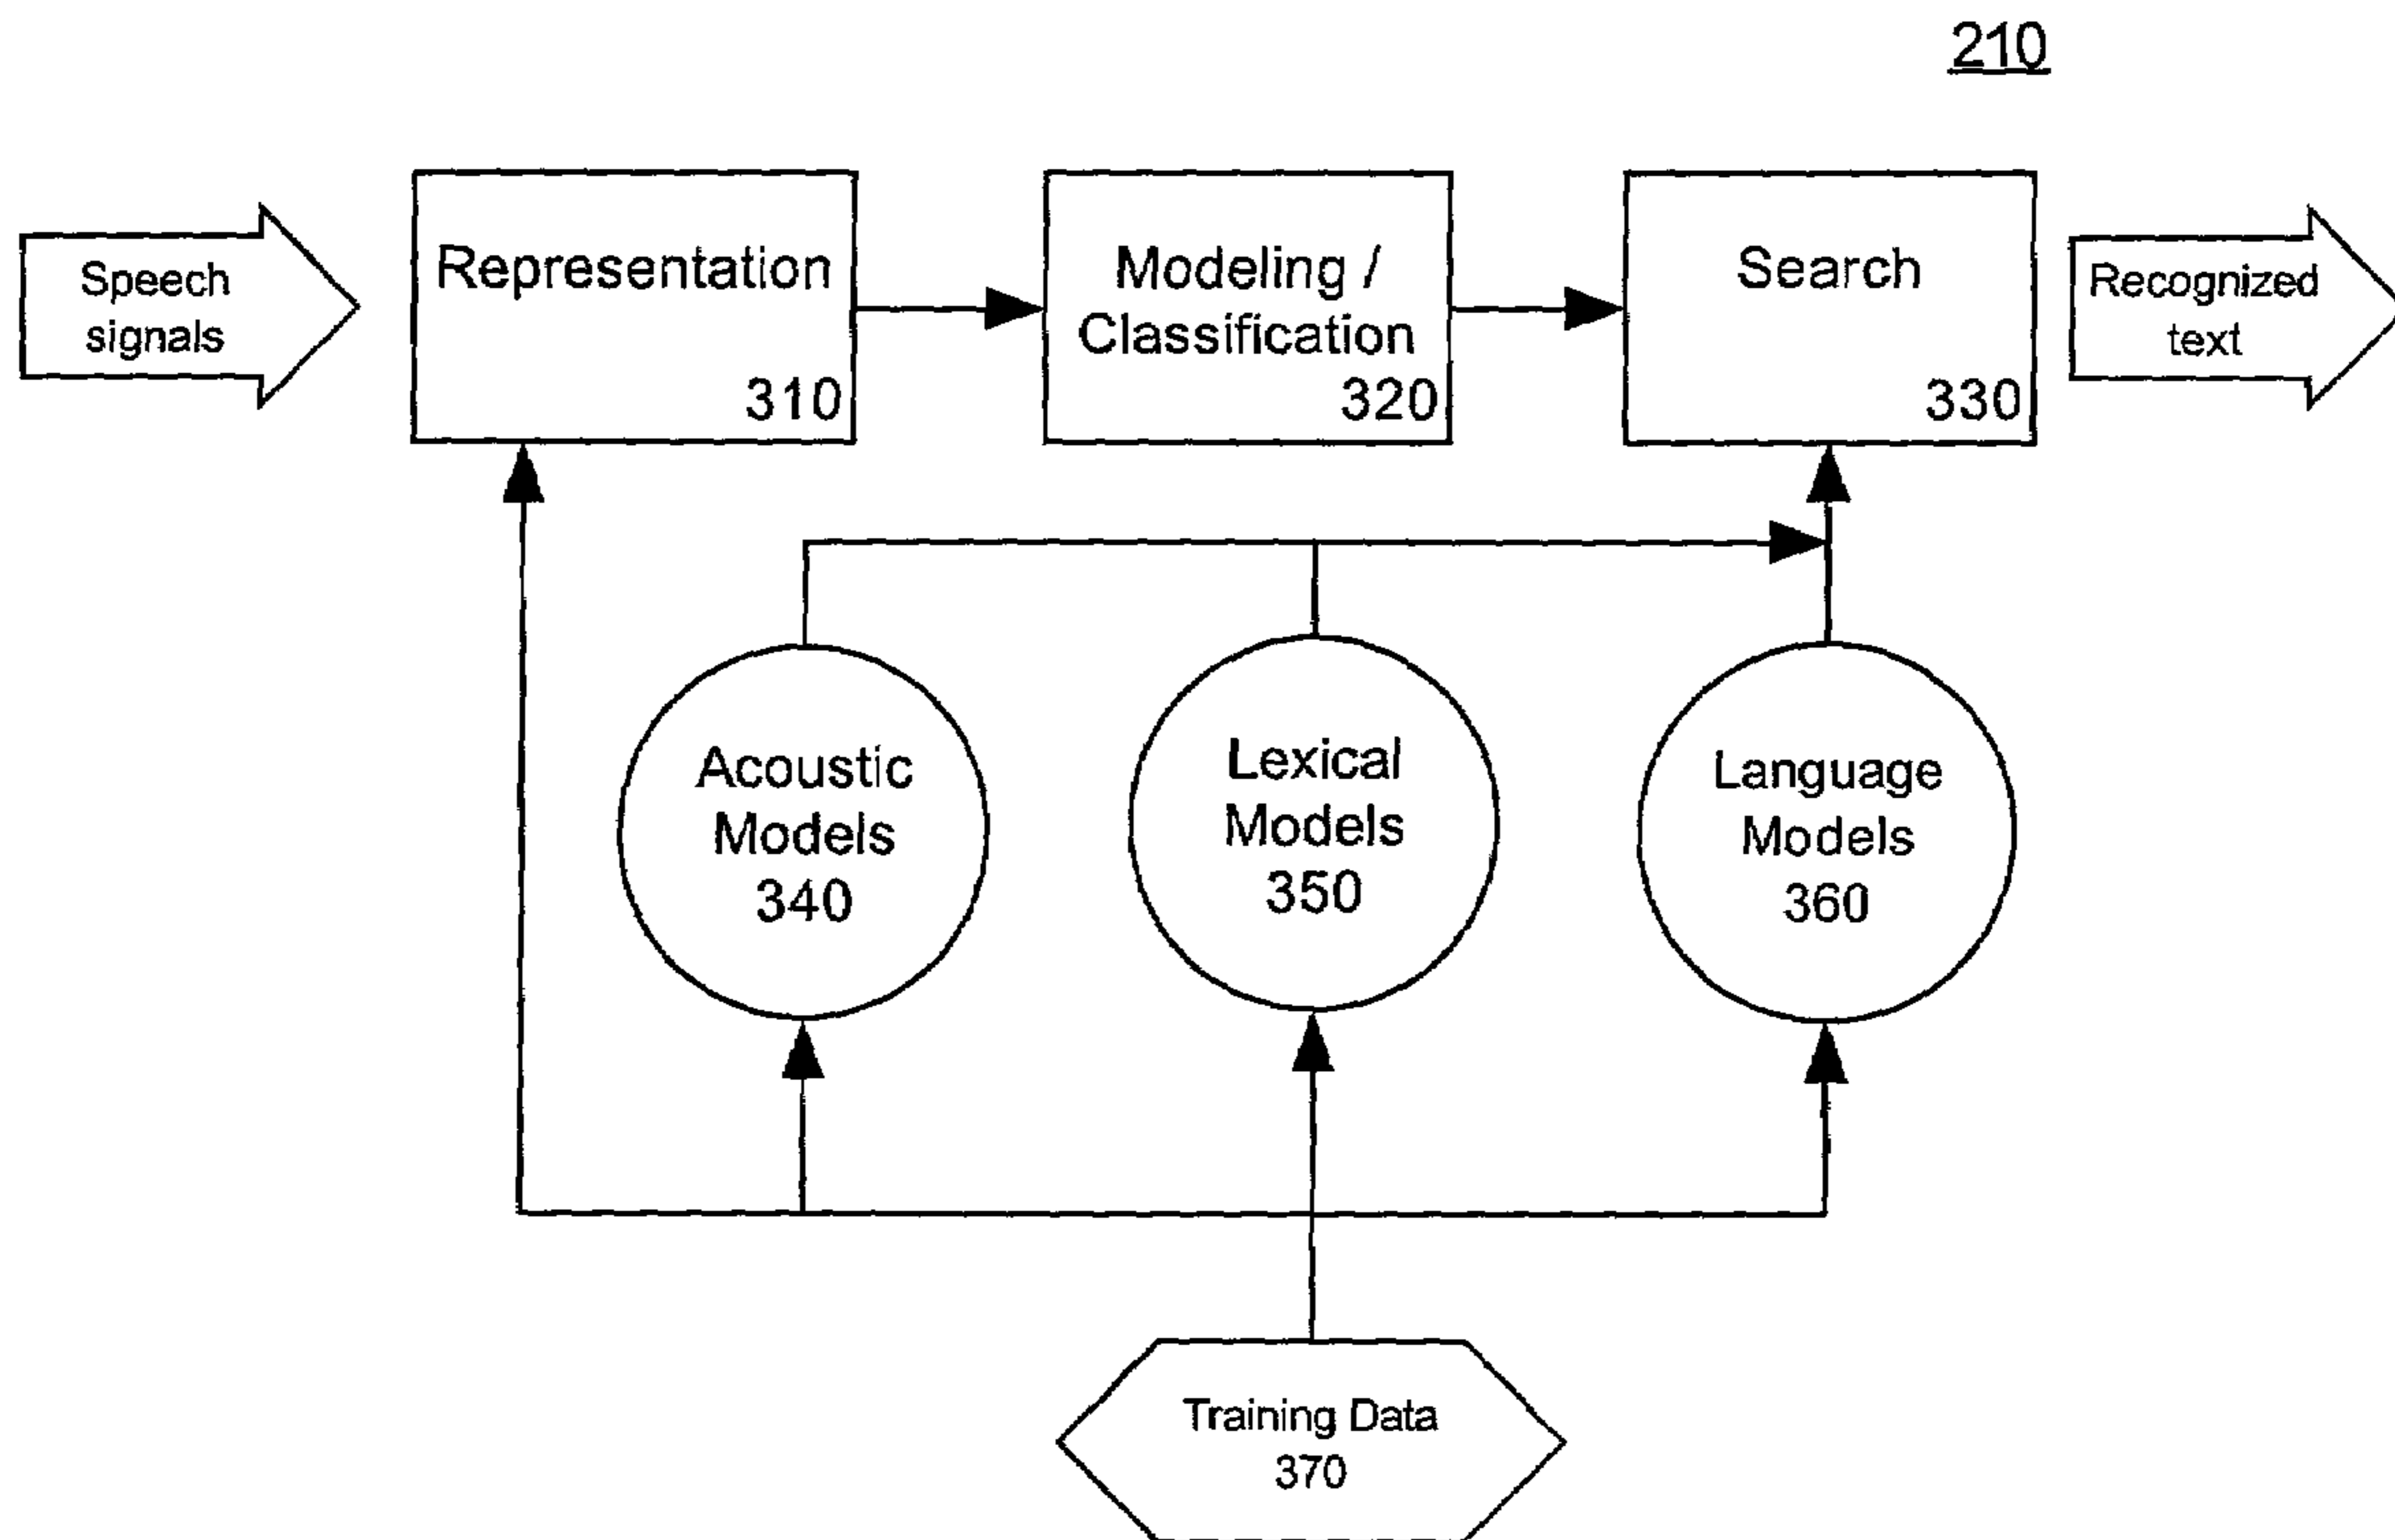 210
Speech
signals
Representation
310
Modeling /
Classification
320
Search
330
Recognized
text
Acoustic
Models
340
Lexical
Models
350
Language
Models
360
Training Data
370